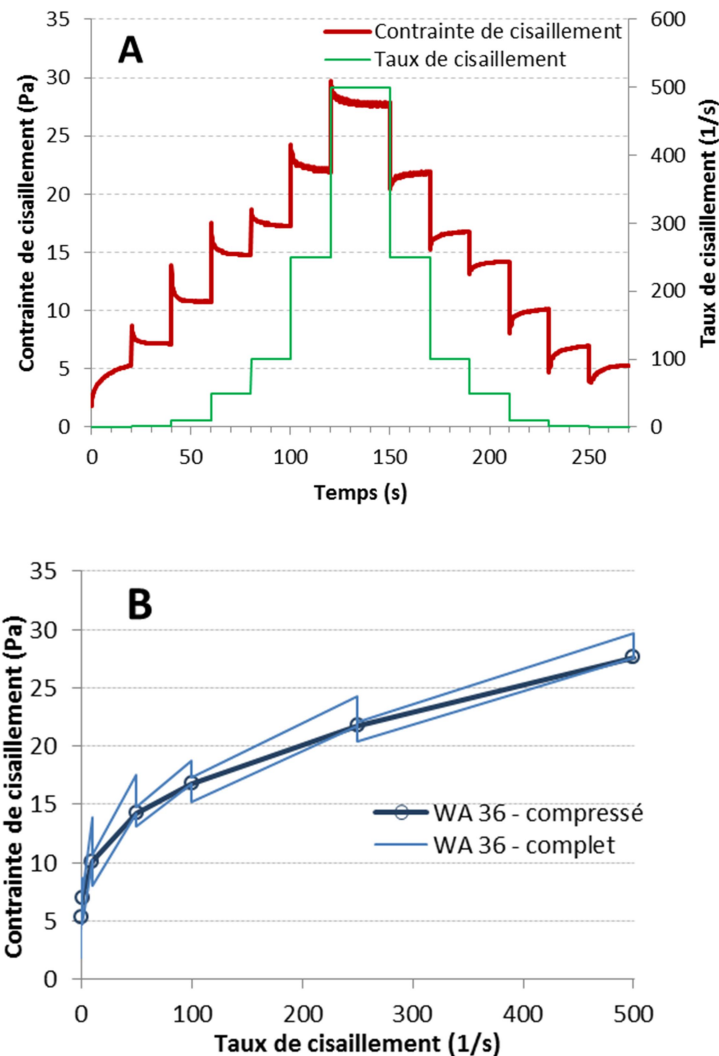 A
Contrainte de cisaillement
Taux de cisaillement
Contrainte de cisaillement (Pa)
35
30
25
20
15
10
5
0
Taux de cisaillement (1/s)
600
500
400
300
200
100
0
0 50 100 150 200 250
Temps (s)
B
WA 36 - compressé
WA 36 - complet
Contrainte de cisaillement (Pa)
35
30
25
20
15
10
5
0
0 100 200 300 400 500
Taux de cisaillement (1/s)